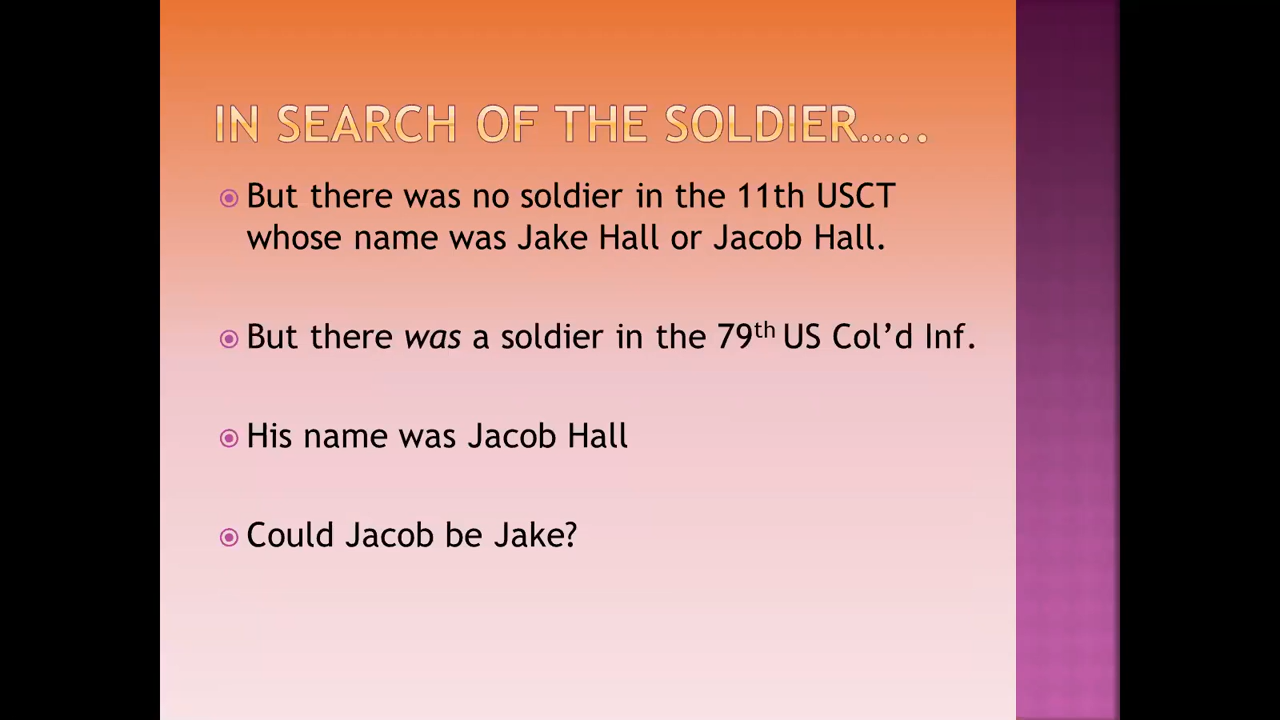 IN SEARCH OF THE SOLDIER.....
But there was no soldier in the 11th USCT
whose name was Jake Hall or Jacob Hall.
But there was a soldier in the 79th US Col’d Inf.
His name was Jacob Hall
Could Jacob be Jake?